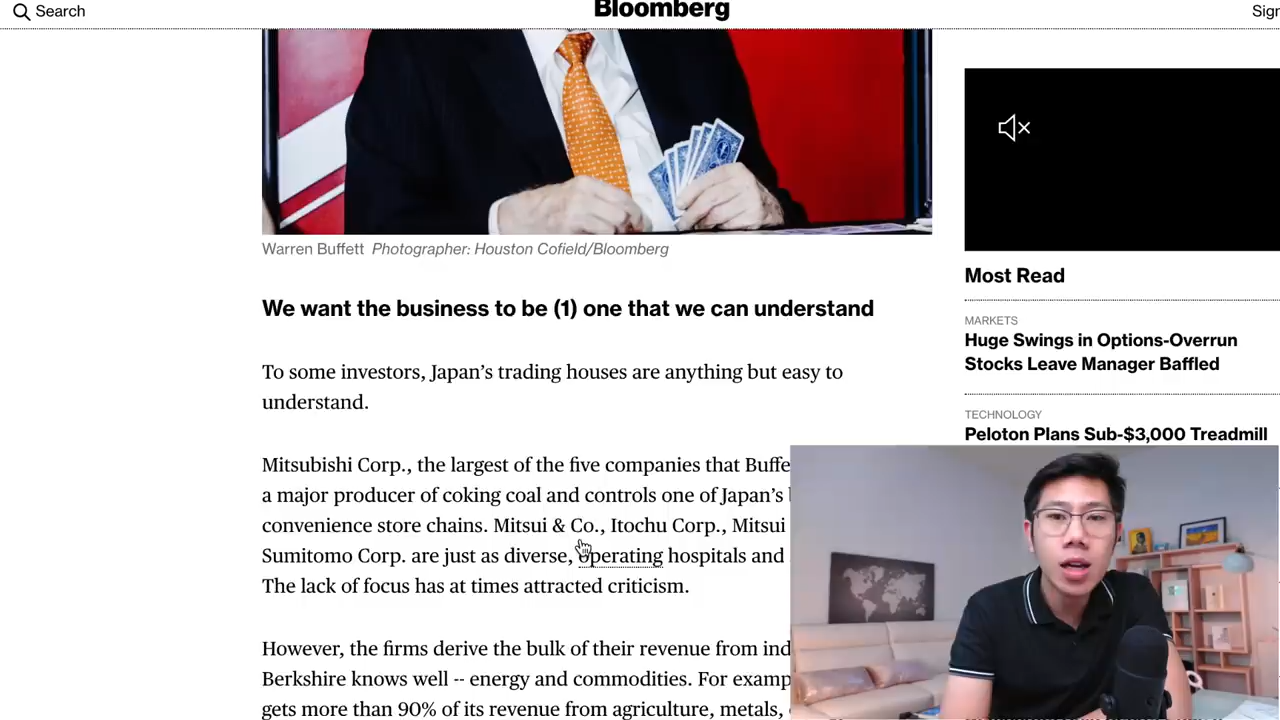 Search
Bloomberg
Sign
Warren Buffett Photographer: Houston Cofield/Bloomberg
We want the business to be (1) one that we can understand
To some investors, Japan's trading houses are anything but easy to
understand.
Mitsubishi Corp., the largest of the five companies that
a major producer of coking coal and controls one of Japan's
convenience store chains. Mitsui & Co., Itochu Corp., Mitsui
Sumitomo Corp. are just as diverse, operating hospitals and
The lack of focus has at times attracted criticism.
However, the firms derive the bulk of their revenue from
Berkshire knows well -- energy and commodities. For
gets more than 90% of its revenue from agriculture, metals,
Most Read
MARKETS
Huge Swings in Options-Overrun
Stocks Leave Manager Baffled
TECHNOLOGY
Peloton Plans Sub-$3,000 Treadmill